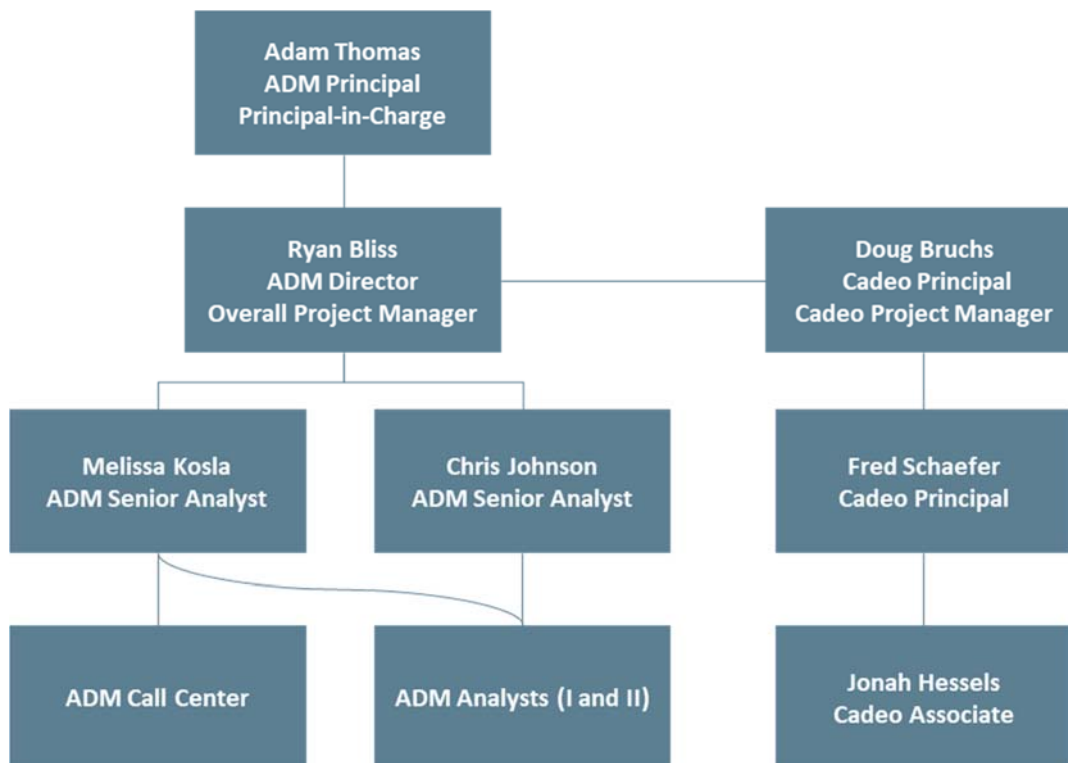 Adam Thomas
ADM Principal
Principal-in-Charge
Ryan Bliss
ADM Director
Overall Project Manager
Doug Bruchs
Cadeo Principal
Cadeo Project Manager
Melissa Kosla
ADM Senior Analyst
Chris Johnson
ADM Senior Analyst
Fred Schaefer
Cadeo Principal
ADM Call Center
ADM Analysts (I and II)
Jonah Hessels
Cadeo Associate